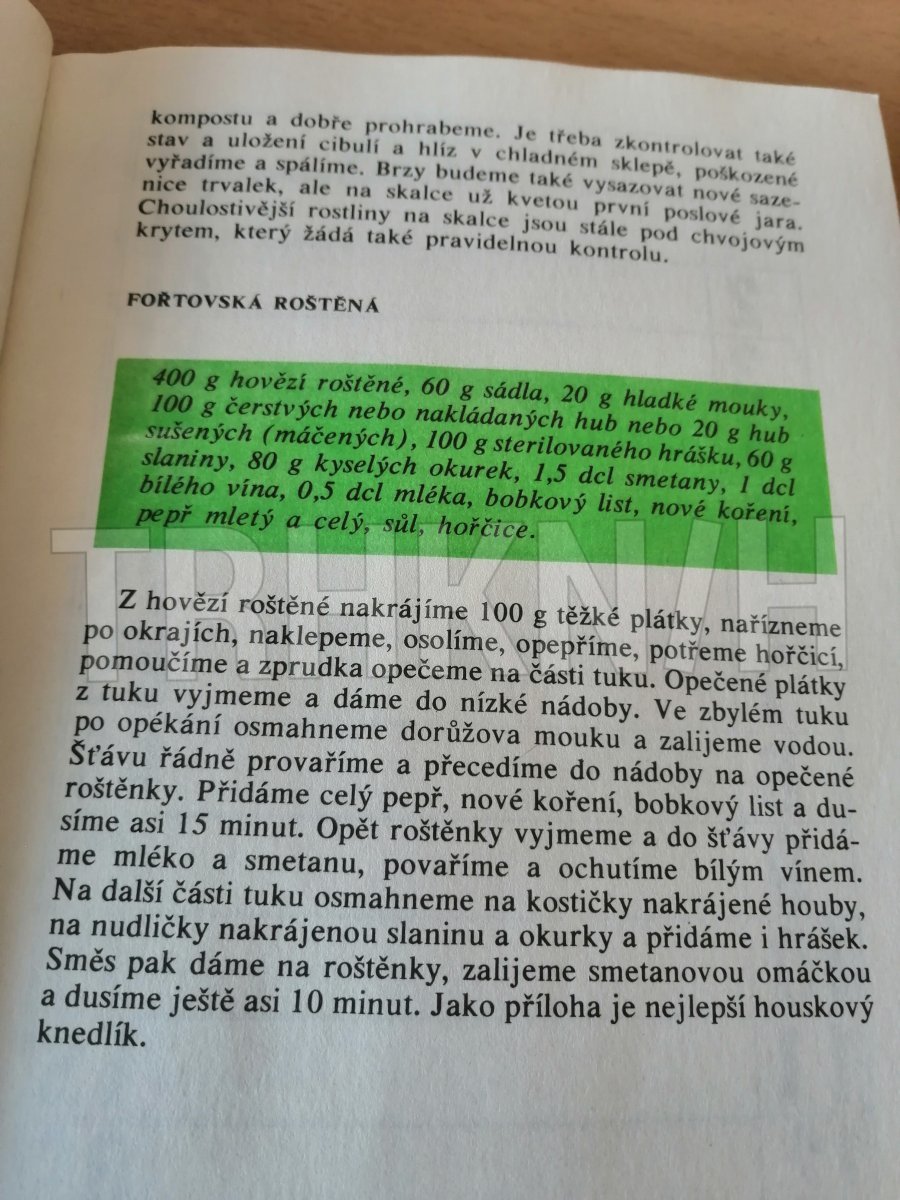 kompostu a dobře prohrabeme. Je třeba zkontrolovat také
stav a uložení cibulí a hlíz v chladném sklepě, poškozené
vyřadíme a spálíme. Brzy budeme také vysazovat nové saze-
nice trvalek, ale na skalce už kvetou první poslové jara.
Choulostivější rostliny na skalce jsou stále pod chvojovým
krytem, který žádá také pravidelnou kontrolu.
FOŘTOVSKÁ ROŠTĚNÁ
400 g hovězí roštěné, 60 g sádla, 20 g hladké mouky,
100 g čerstvých nebo nakládaných hub nebo 20 g hub
sušených (máčených), 100 g sterilovaného hrášku, 60 g
slaniny, 80 g kyselých okurek, 1,5 dcl smetany, 1 dcl
bílého vína, 0,5 dcl mléka, bobkový list, nové koření,
pepř mletý a celý, sůl, hořčice.
TRHKNIH
Z hovězí roštěné nakrájíme 100 g těžké plátky, nařízneme
po okrajích, naklepeme, osolíme, opepříme, potřeme hořčicí,
pomoučíme a zprudka opečeme na části tuku. Opečené plátky
z tuku vyjmeme a dáme do nízké nádoby. Ve zbylém tuku
po opékání osmahneme dorůžova mouku a zalijeme vodou.
Šťávu řádně provaříme a přecedíme do nádoby na opečené
roštěnky. Přidáme celý pepř, nové koření, bobkový list a du-
síme asi 15 minut. Opět roštěnky vyjmeme a do šťávy přidá-
me mléko a smetanu, povaříme a ochutíme bílým vínem.
Na další části tuku osmahneme na kostičky nakrájené houby,
na nudličky nakrájenou slaninu a okurky a přidáme i hrášek.
Směs pak dáme na roštěnky, zalijeme smetanovou omáčkou
a dusíme ještě asi 10 minut. Jako příloha je nejlepší houskový
knedlík.